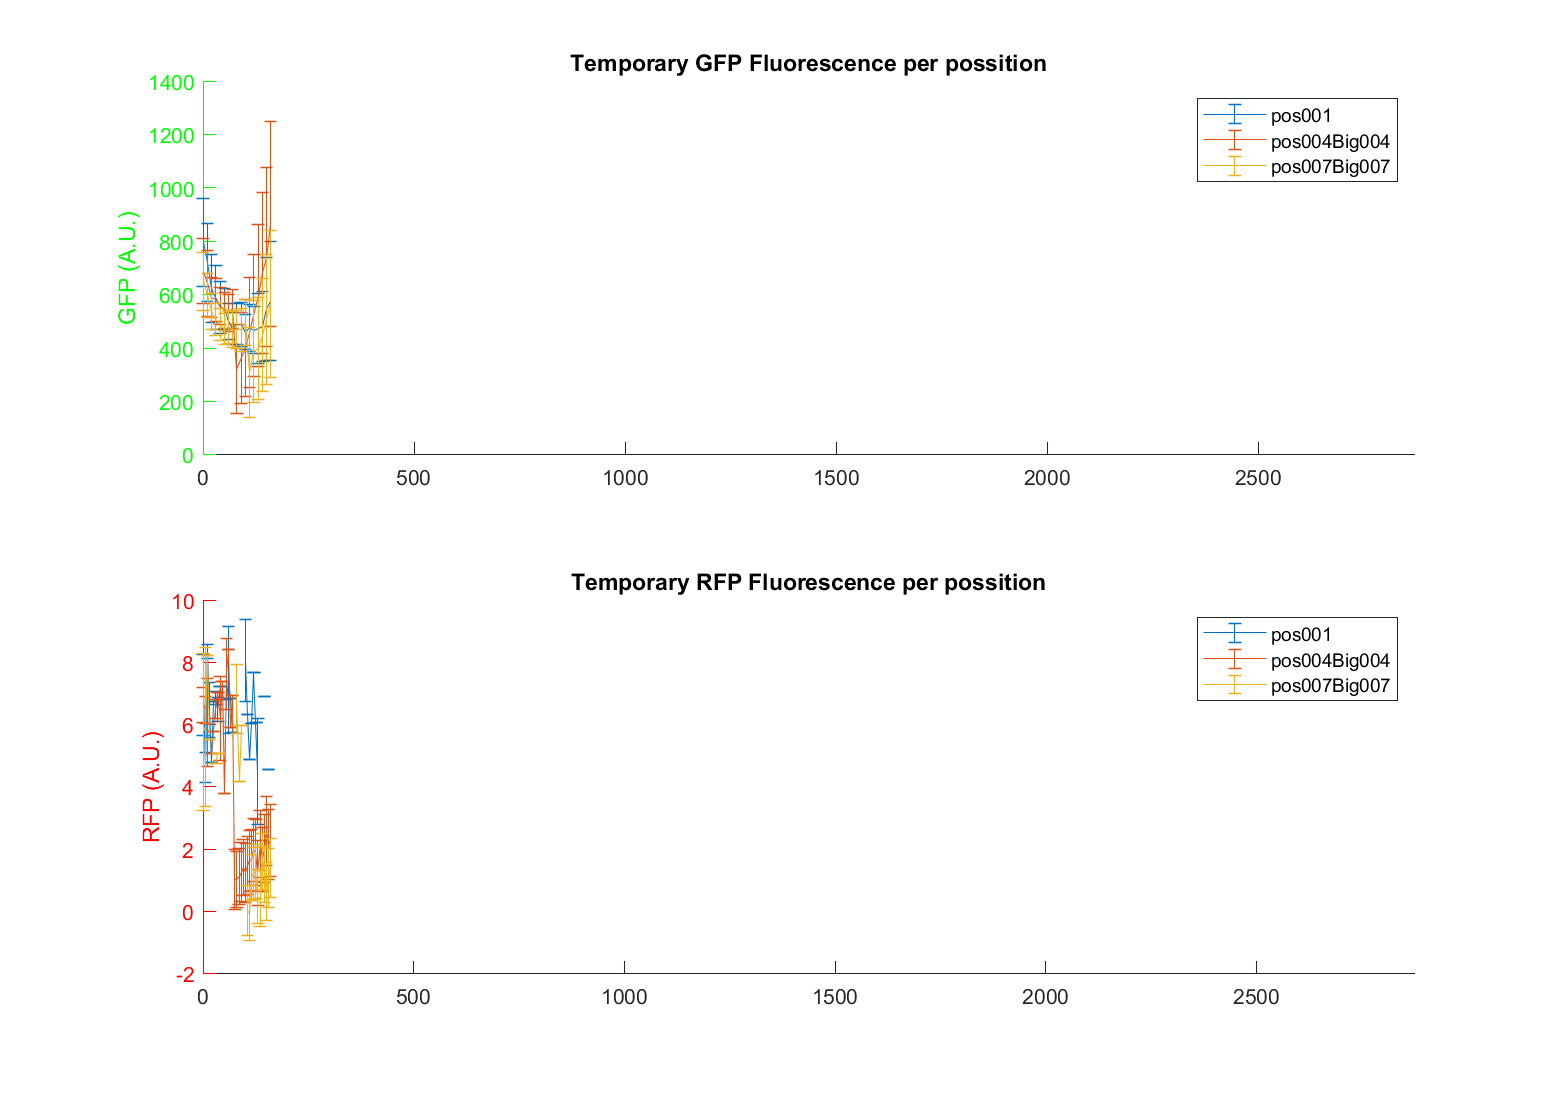 Temporary GFP Fluorescence per possition
GFP (A.U.)
1400
1200
1000
800
600
400
200
0
0 500 1000 1500 2000 2500
pos001
pos004Big004
pos007Big007
Temporary RFP Fluorescence per possition
RFP (A.U.)
10
8
6
4
2
0
-2
0 500 1000 1500 2000 2500
pos001
pos004Big004
pos007Big007